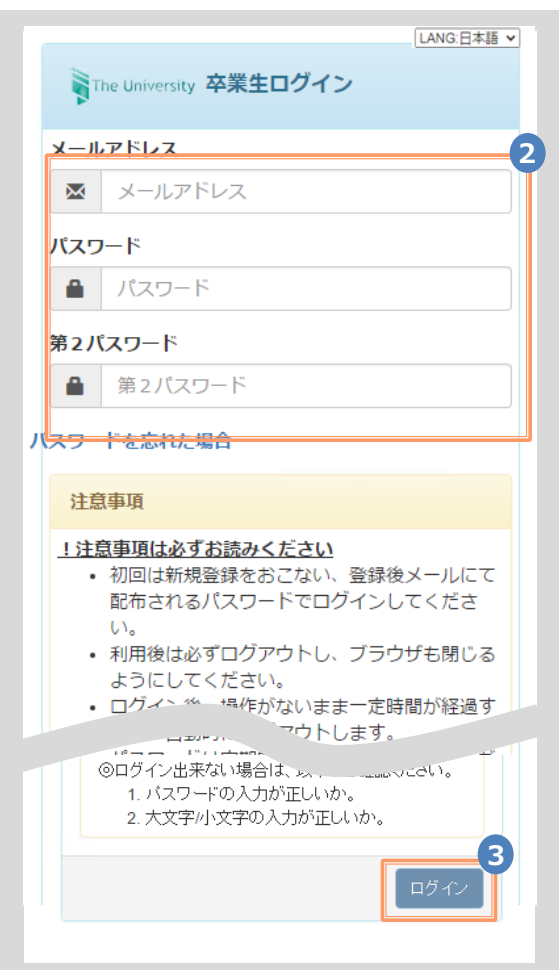 LANG:日本語
The University 卒業生ログイン
メールアドレス
2
メールアドレス
パスワード
パスワード
第2パスワード
第2パスワード
パスワードを忘れた場合
注意事項
！注意事項は必ずお読みください
• 初回は新規登録をおこない、登録後メールにて
配布されるパスワードでログインしてくださ
い。
• 利用後は必ずログアウトし、ブラウザも閉じる
ようにしてください。
• ログイン後、操作がないまま一定時間が経過す
アウトします。
◎ログイン出来ない場合は、
ください。
1. パスワードの入力が正しいか。
2. 大文字/小文字の入力が正しいか。
3
ログイン